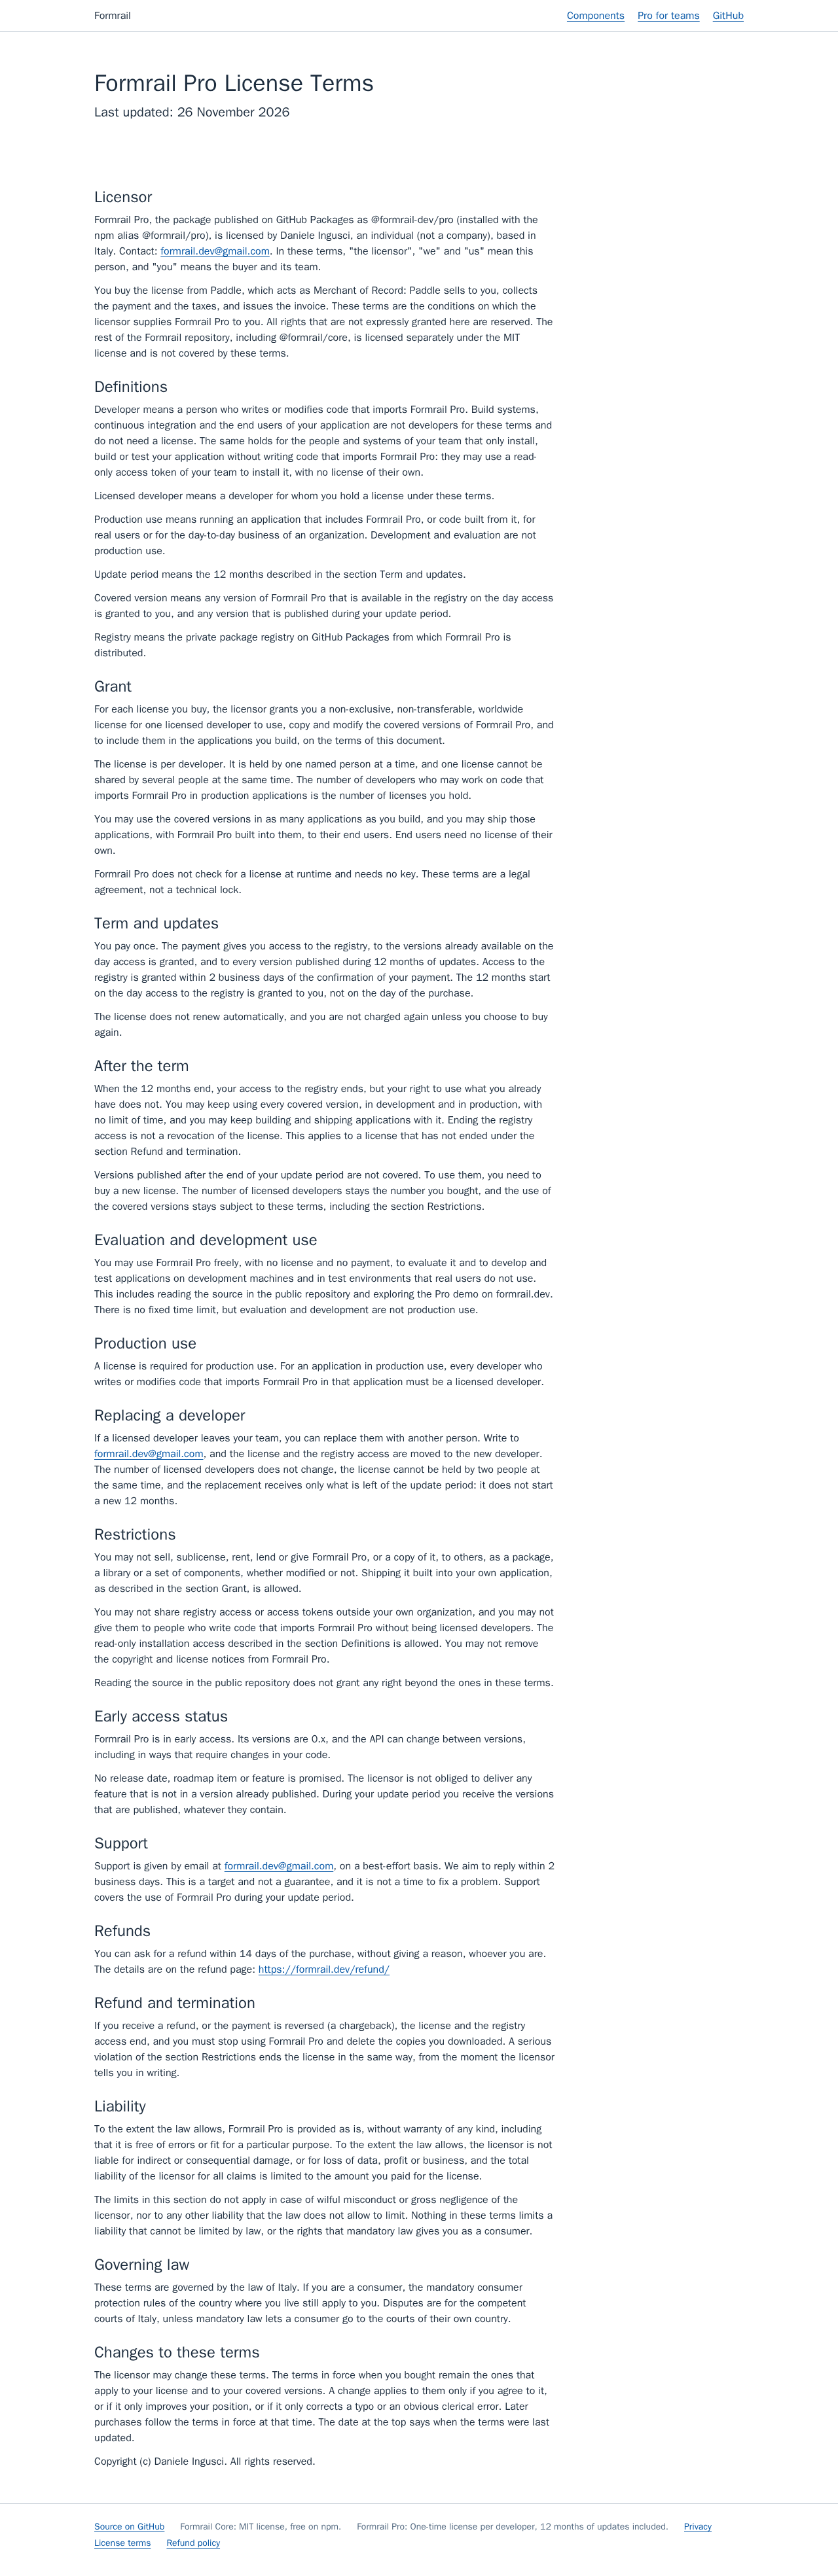 Formrail
Components Pro for teams GitHub
Formrail Pro License Terms
Last updated: 26 November 2026
Licensor
Formrail Pro, the package published on GitHub Packages as @formrail-dev/pro (installed with the
npm alias @formrail/pro), is licensed by Daniele Ingusci, an individual (not a company), based in
Italy. Contact: formrail.dev@gmail.com. In these terms, "the licensor", "we" and "us" mean this
person, and "you" means the buyer and its team.
You buy the license from Paddle, which acts as Merchant of Record: Paddle sells to you, collects
the payment and the taxes, and issues the invoice. These terms are the conditions on which the
licensor supplies Formrail Pro to you. All rights that are not expressly granted here are reserved. The
rest of the Formrail repository, including @formrail/core, is licensed separately under the MIT
license and is not covered by these terms.
Definitions
Developer means a person who writes or modifies code that imports Formrail Pro. Build systems,
continuous integration and the end users of your application are not developers for these terms and
do not need a license. The same holds for the people and systems of your team that only install,
build or test your application without writing code that imports Formrail Pro: they may use a read-
only access token of your team to install it, with no license of their own.
Licensed developer means a developer for whom you hold a license under these terms.
Production use means running an application that includes Formrail Pro, or code built from it, for
real users or for the day-to-day business of an organization. Development and evaluation are not
production use.
Update period means the 12 months described in the section Term and updates.
Covered version means any version of Formrail Pro that is available in the registry on the day access
is granted to you, and any version that is published during your update period.
Registry means the private package registry on GitHub Packages from which Formrail Pro is
distributed.
Grant
For each license you buy, the licensor grants you a non-exclusive, non-transferable, worldwide
license for one licensed developer to use, copy and modify the covered versions of Formrail Pro, and
to include them in the applications you build, on the terms of this document.
The license is per developer. It is held by one named person at a time, and one license cannot be
shared by several people at the same time. The number of developers who may work on code that
imports Formrail Pro in production applications is the number of licenses you hold.
You may use the covered versions in as many applications as you build, and you may ship those
applications, with Formrail Pro built into them, to their end users. End users need no license of their
own.
Formrail Pro does not check for a license at runtime and needs no key. These terms are a legal
agreement, not a technical lock.
Term and updates
You pay once. The payment gives you access to the registry, to the versions already available on the
day access is granted, and to every version published during 12 months of updates. Access to the
registry is granted within 2 business days of the confirmation of your payment. The 12 months start
on the day access to the registry is granted to you, not on the day of the purchase.
The license does not renew automatically, and you are not charged again unless you choose to buy
again.
After the term
When the 12 months end, your access to the registry ends, but your right to use what you already
have does not. You may keep using every covered version, in development and in production, with
no limit of time, and you may keep building and shipping applications with it. Ending the registry
access is not a revocation of the license. This applies to a license that has not ended under the
section Refund and termination.
Versions published after the end of your update period are not covered. To use them, you need to
buy a new license. The number of licensed developers stays the number you bought, and the use of
the covered versions stays subject to these terms, including the section Restrictions.
Evaluation and development use
You may use Formrail Pro freely, with no license and no payment, to evaluate it and to develop and
test applications on development machines and in test environments that real users do not use.
This includes reading the source in the public repository and exploring the Pro demo on formrail.dev.
There is no fixed time limit, but evaluation and development are not production use.
Production use
A license is required for production use. For an application in production use, every developer who
writes or modifies code that imports Formrail Pro in that application must be a licensed developer.
Replacing a developer
If a licensed developer leaves your team, you can replace them with another person. Write to
formrail.dev@gmail.com, and the license and the registry access are moved to the new developer.
The number of licensed developers does not change, the license cannot be held by two people at
the same time, and the replacement receives only what is left of the update period: it does not start
a new 12 months.
Restrictions
You may not sell, sublicense, rent, lend or give Formrail Pro, or a copy of it, to others, as a package,
a library or a set of components, whether modified or not. Shipping it built into your own application,
as described in the section Grant, is allowed.
You may not share registry access or access tokens outside your own organization, and you may not
give them to people who write code that imports Formrail Pro without being licensed developers. The
read-only installation access described in the section Definitions is allowed. You may not remove
the copyright and license notices from Formrail Pro.
Reading the source in the public repository does not grant any right beyond the ones in these terms.
Early access status
Formrail Pro is in early access. Its versions are 0.x, and the API can change between versions,
including in ways that require changes in your code.
No release date, roadmap item or feature is promised. The licensor is not obliged to deliver any
feature that is not in a version already published. During your update period you receive the versions
that are published, whatever they contain.
Support
Support is given by email at formrail.dev@gmail.com, on a best-effort basis. We aim to reply within 2
business days. This is a target and not a guarantee, and it is not a time to fix a problem. Support
covers the use of Formrail Pro during your update period.
Refunds
You can ask for a refund within 14 days of the purchase, without giving a reason, whoever you are.
The details are on the refund page: https://formrail.dev/refund/
Refund and termination
If you receive a refund, or the payment is reversed (a chargeback), the license and the registry
access end, and you must stop using Formrail Pro and delete the copies you downloaded. A serious
violation of the section Restrictions ends the license in the same way, from the moment the licensor
tells you in writing.
Liability
To the extent the law allows, Formrail Pro is provided as is, without warranty of any kind, including
that it is free of errors or fit for a particular purpose. To the extent the law allows, the licensor is not
liable for indirect or consequential damage, or for loss of data, profit or business, and the total
liability of the licensor for all claims is limited to the amount you paid for the license.
The limits in this section do not apply in case of wilful misconduct or gross negligence of the
licensor, nor to any other liability that the law does not allow to limit. Nothing in these terms limits a
liability that cannot be limited by law, or the rights that mandatory law gives you as a consumer.
Governing law
These terms are governed by the law of Italy. If you are a consumer, the mandatory consumer
protection rules of the country where you live still apply to you. Disputes are for the competent
courts of Italy, unless mandatory law lets a consumer go to the courts of their own country.
Changes to these terms
The licensor may change these terms. The terms in force when you bought remain the ones that
apply to your license and to your covered versions. A change applies to them only if you agree to it,
or if it only improves your position, or if it only corrects a typo or an obvious clerical error. Later
purchases follow the terms in force at that time. The date at the top says when the terms were last
updated.
Copyright (c) Daniele Ingusci. All rights reserved.
Source on GitHub Formrail Core: MIT license, free on npm. Formrail Pro: One-time license per developer, 12 months of updates included. Privacy
License terms Refund policy